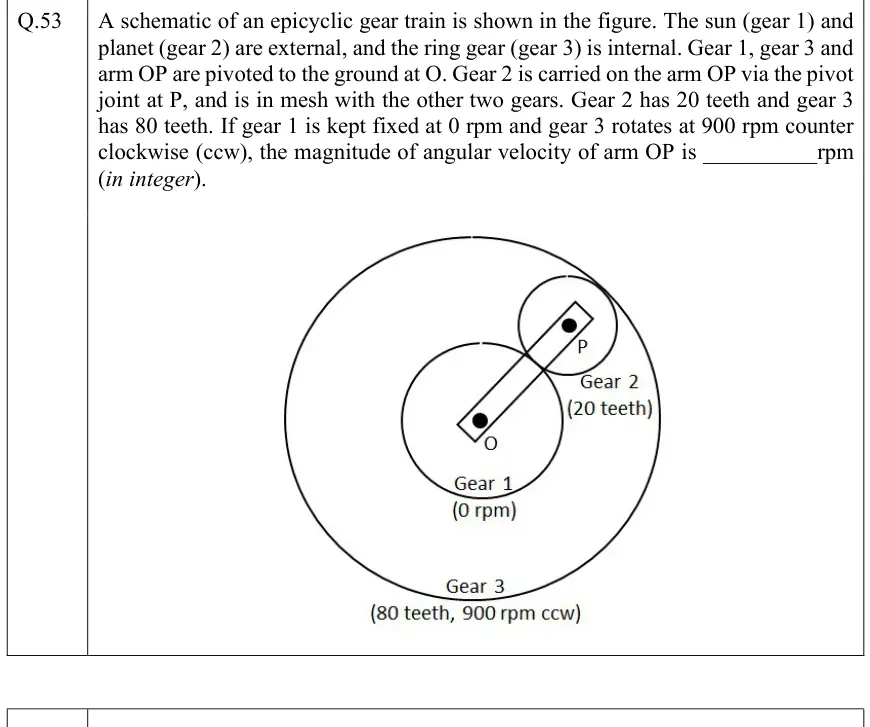 Q.53
A schematic of an epicyclic gear train is shown in the figure. The sun (gear 1) and
planet (gear 2) are external, and the ring gear (gear 3) is internal. Gear 1, gear 3 and
arm OP are pivoted to the ground at O. Gear 2 is carried on the arm OP via the pivot
joint at P, and is in mesh with the other two gears. Gear 2 has 20 teeth and gear 3
has 80 teeth. If gear 1 is kept fixed at 0 rpm and gear 3 rotates at 900 rpm counter
clockwise (ccw), the magnitude of angular velocity of arm OP is __________rpm
(in integer).
P
Gear 2
(20 teeth)
O
Gear 1
(0 rpm)
Gear 3
(80 teeth, 900 rpm ccw)